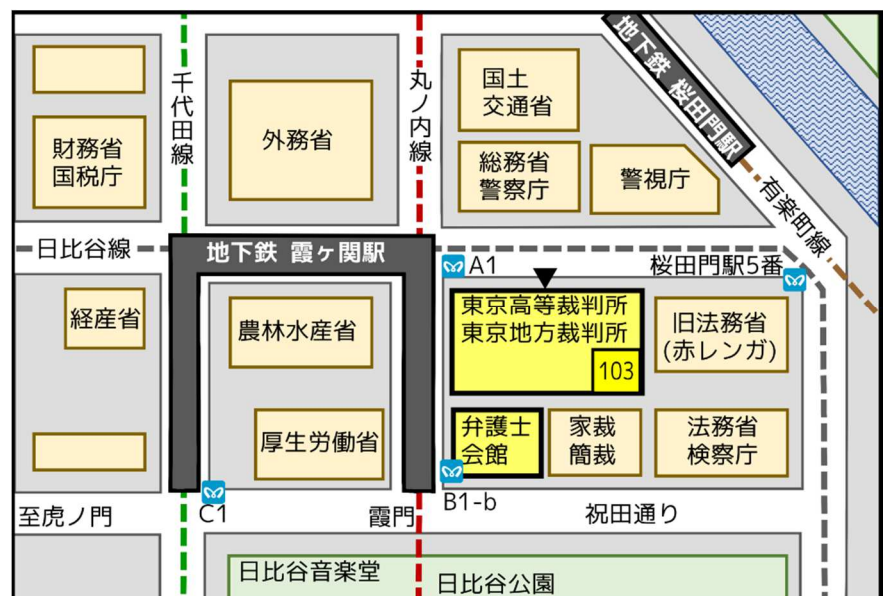 千代田線
丸ノ内線
地下鉄 桜田門駅
国土
交通省
財務省
国税庁
外務省
総務省
警察庁
警視庁
有楽町線
日比谷線
地下鉄 霞ヶ関駅
A1
桜田門駅5番
経産省
農林水産省
東京高等裁判所
東京地方裁判所
103
旧法務省
(赤レンガ)
厚生労働省
弁護士
会館
家裁
簡裁
法務省
検察庁
至虎ノ門
C1
霞門
B1-b
祝田通り
日比谷音楽堂
日比谷公園